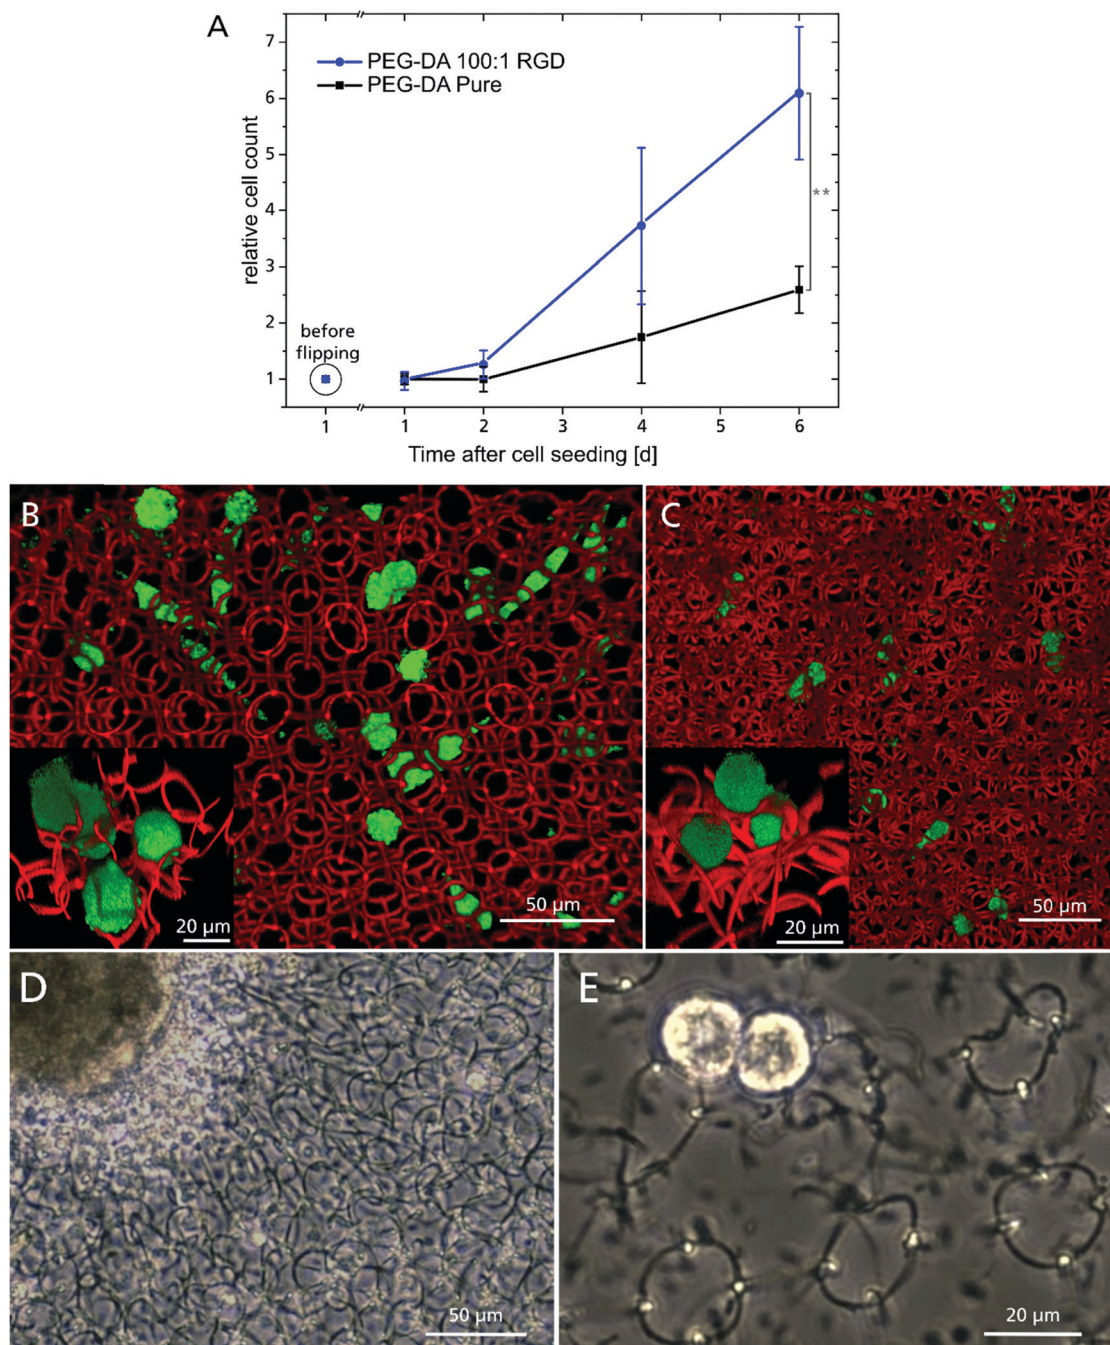 A
7
6
5
4
3
2
1
relative cell count
PEG-DA 100:1 RGD
PEG-DA Pure
**
before
flipping
1 1 2 3 4 5 6
Time after cell seeding [d]
B
20 µm
50 µm
C
20 µm
50 µm
D
50 µm
E
20 µm